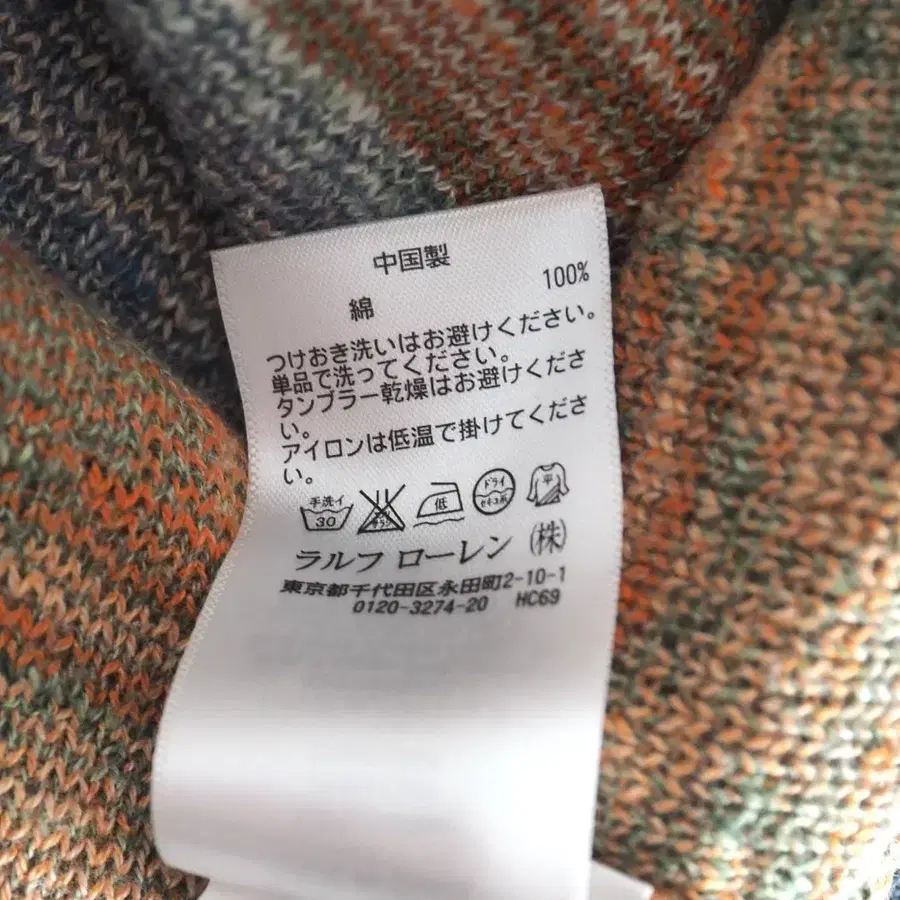 中国製
綿 100%
つけおき洗いはお避けください。
単品で洗ってください。
タンブラー乾燥はお避けくださ
い。
アイロンは低温で掛けてくださ
い。
手洗イ 30 低 ドライ 平
ラルフ ローレン (株)
東京都千代田区永田町2-10-1
0120-3274-20 HC69